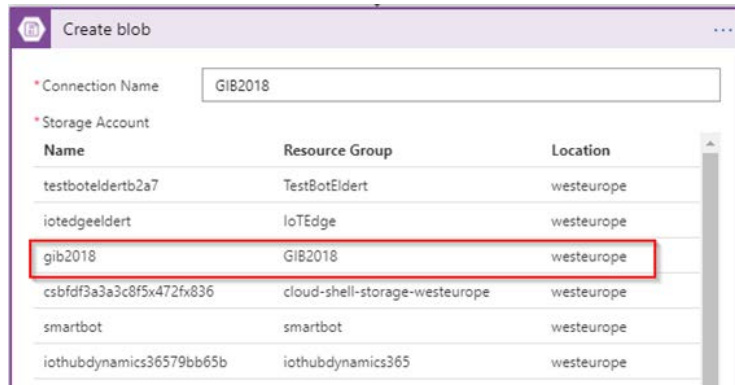 Create blob
* Connection Name GIB2018
* Storage Account
Name Resource Group Location
testboteldertb2a7 TestBotEldert westeurope
iotedgeeldert IoTEdge westeurope
gib2018 GIB2018 westeurope
csbfdf3a3a3c8f5x472fx836 cloud-shell-storage-westeurope westeurope
smartbot smartbot westeurope
iothubdynamics36579bb65b iothubdynamics365 westeurope